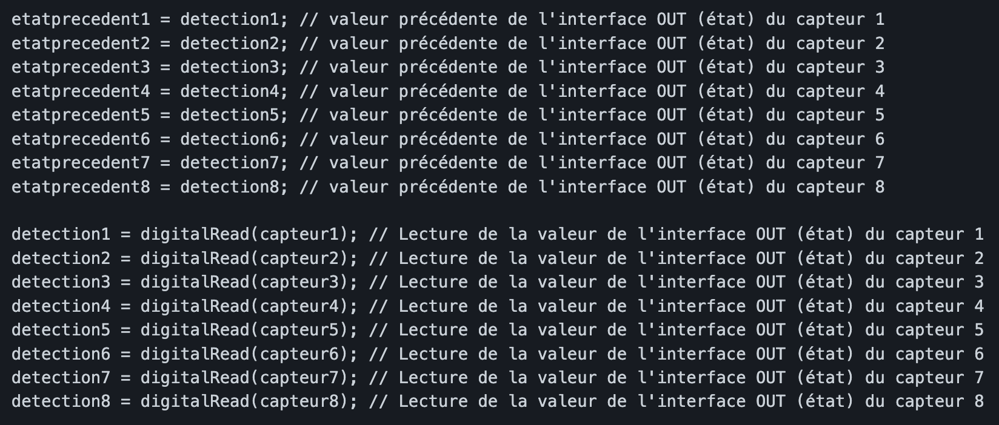 etatprecedent1 = detection1; // valeur précédente de l'interface OUT (état) du capteur 1
etatprecedent2 = detection2; // valeur précédente de l'interface OUT (état) du capteur 2
etatprecedent3 = detection3; // valeur précédente de l'interface OUT (état) du capteur 3
etatprecedent4 = detection4; // valeur précédente de l'interface OUT (état) du capteur 4
etatprecedent5 = detection5; // valeur précédente de l'interface OUT (état) du capteur 5
etatprecedent6 = detection6; // valeur précédente de l'interface OUT (état) du capteur 6
etatprecedent7 = detection7; // valeur précédente de l'interface OUT (état) du capteur 7
etatprecedent8 = detection8; // valeur précédente de l'interface OUT (état) du capteur 8

detection1 = digitalRead(capteur1); // Lecture de la valeur de l'interface OUT (état) du capteur 1
detection2 = digitalRead(capteur2); // Lecture de la valeur de l'interface OUT (état) du capteur 2
detection3 = digitalRead(capteur3); // Lecture de la valeur de l'interface OUT (état) du capteur 3
detection4 = digitalRead(capteur4); // Lecture de la valeur de l'interface OUT (état) du capteur 4
detection5 = digitalRead(capteur5); // Lecture de la valeur de l'interface OUT (état) du capteur 5
detection6 = digitalRead(capteur6); // Lecture de la valeur de l'interface OUT (état) du capteur 6
detection7 = digitalRead(capteur7); // Lecture de la valeur de l'interface OUT (état) du capteur 7
detection8 = digitalRead(capteur8); // Lecture de la valeur de l'interface OUT (état) du capteur 8